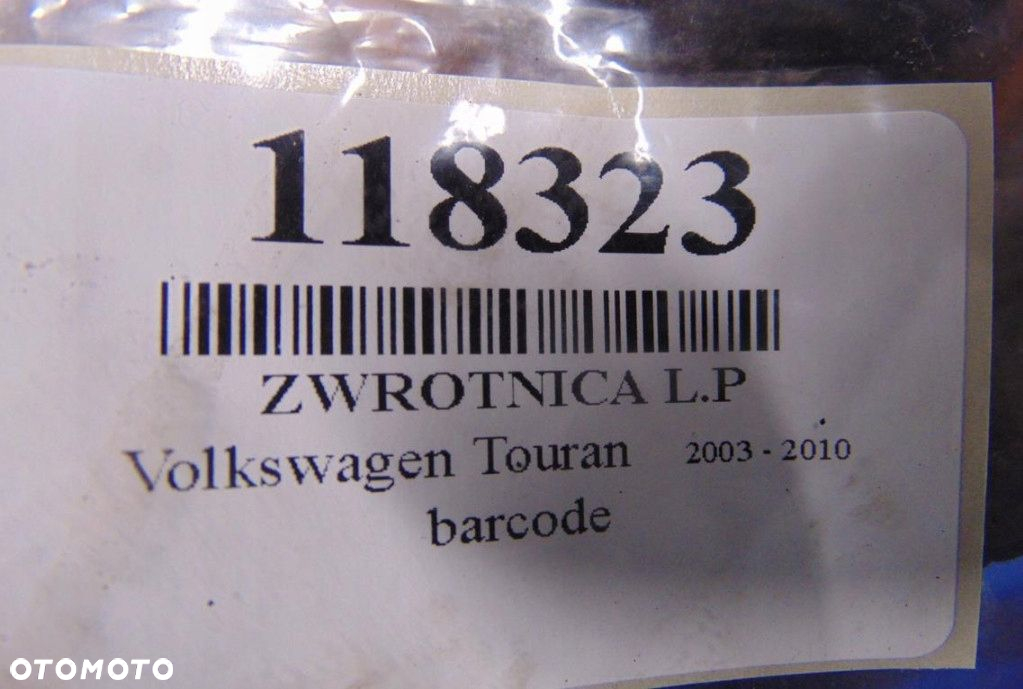 118323
ZWROTNICA L.P
Volkswagen Touran 2003 - 2010
barcode
OTOMOTO